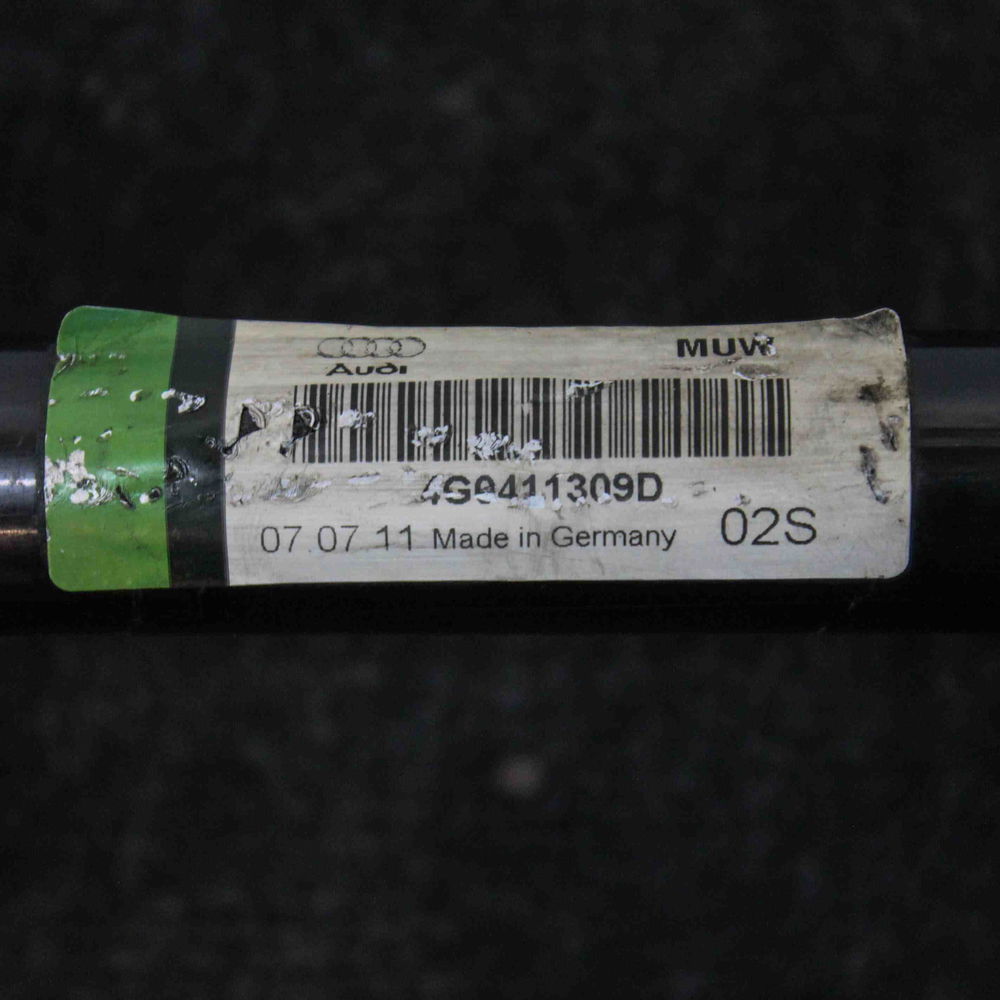 MUW
Audi
4G0411309D
07 07 11 Made in Germany 02S